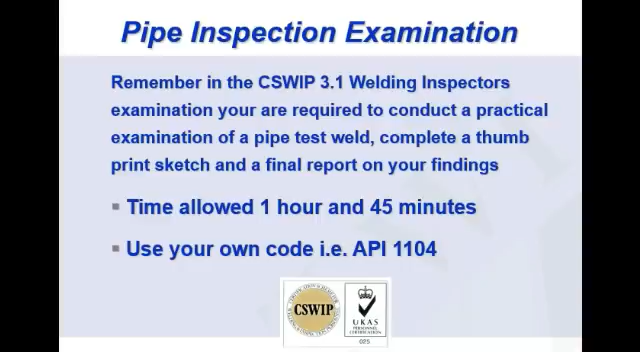 Pipe Inspection Examination
Remember in the CSWIP 3.1 Welding Inspectors
examination your are required to conduct a practical
examination of a pipe test weld, complete a thumb
print sketch and a final report on your findings
Time allowed 1 hour and 45 minutes
Use your own code i.e. API 1104
CSWIP
UKAS
PERSONNEL
CERTIFICATION
025